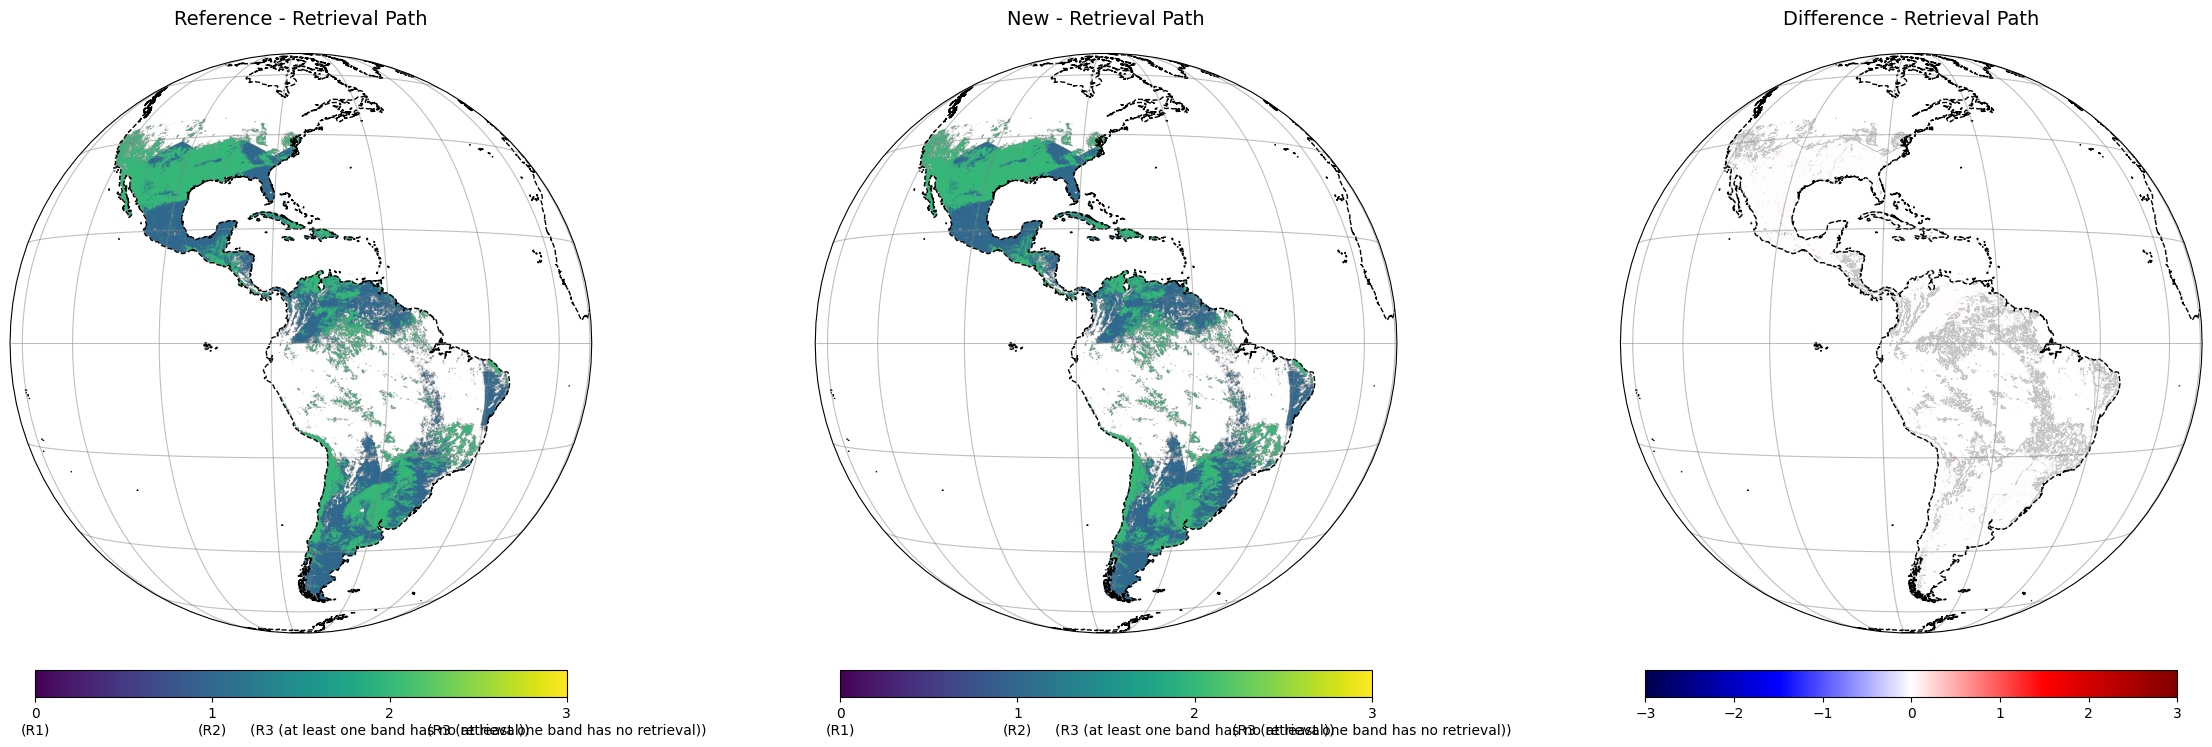 Reference - Retrieval Path
New - Retrieval Path
Difference - Retrieval Path
0
(R1)
1
(R2)
2
(R3 (at least one band has no retrieval))
3
(R3 (at least one band has no retrieval))
0
(R1)
1
(R2)
2
(R3 (at least one band has no retrieval))
3
(R3 (at least one band has no retrieval))
−3
−2
−1
0
1
2
3